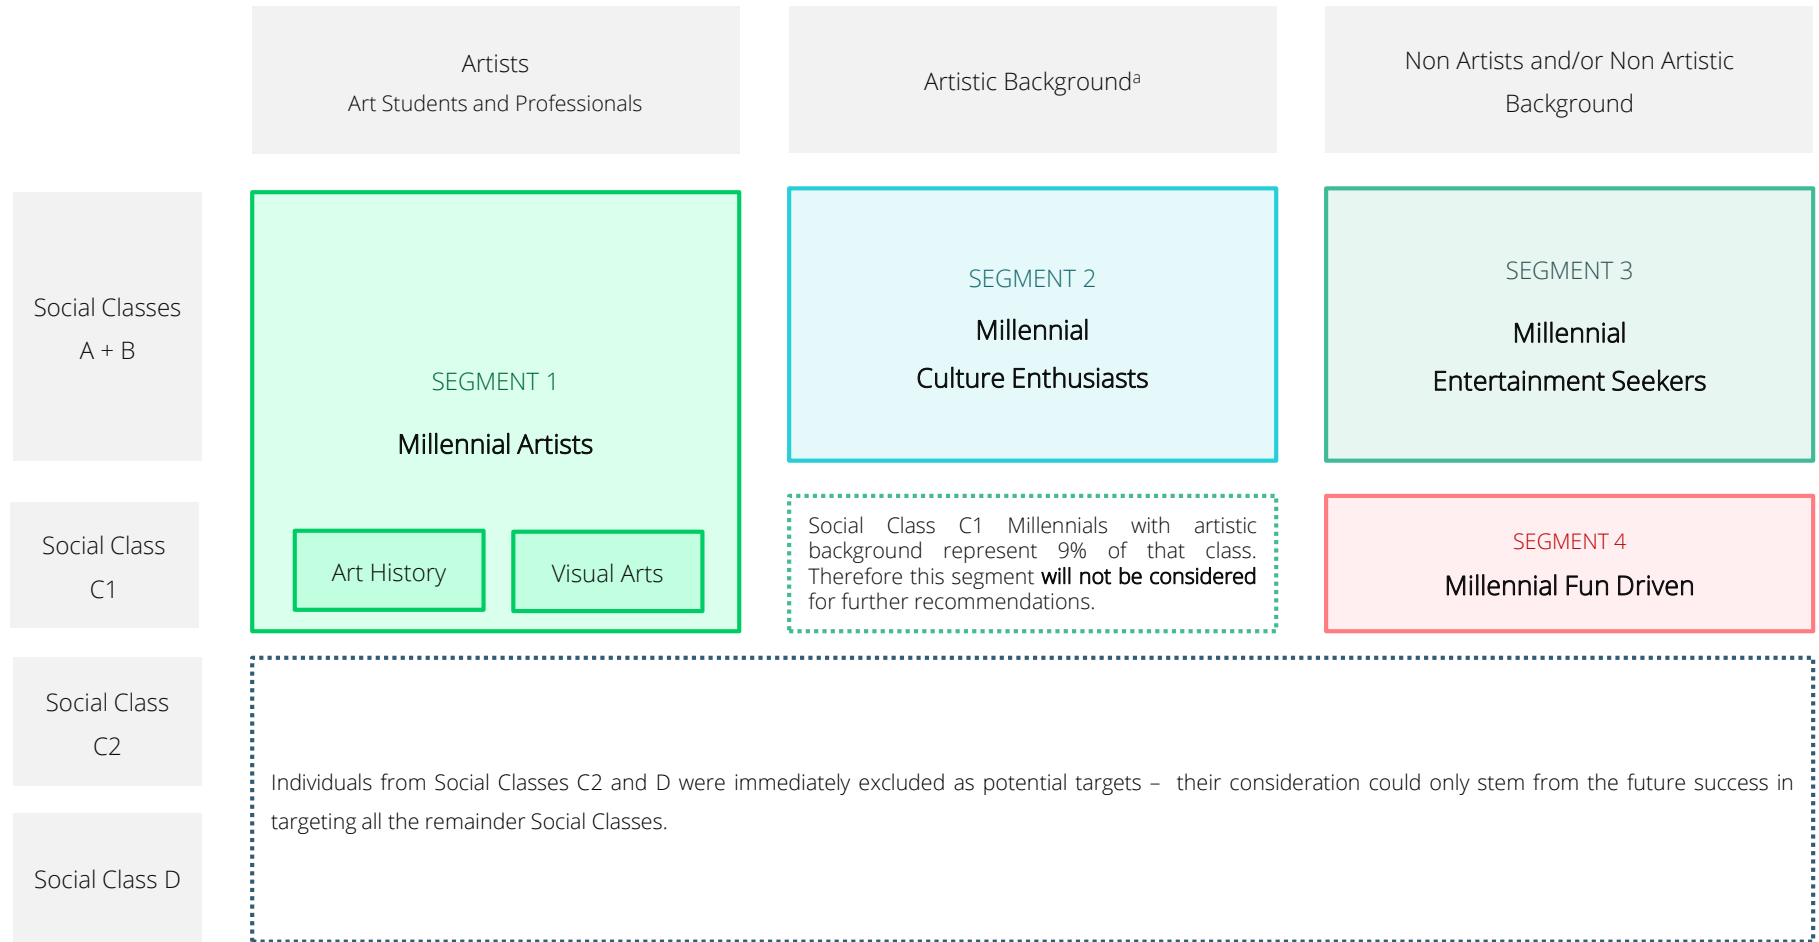 Artists
Art Students and Professionals
Artistic Backgroundᵃ
Non Artists and/or Non Artistic
Background
Social Classes
A + B
SEGMENT 1
Millennial Artists
Art History
Visual Arts
SEGMENT 2
Millennial
Culture Enthusiasts
SEGMENT 3
Millennial
Entertainment Seekers
Social Class
C1
Social Class C1 Millennials with artistic
background represent 9% of that class.
Therefore this segment will not be considered
for further recommendations.
SEGMENT 4
Millennial Fun Driven
Social Class
C2
Individuals from Social Classes C2 and D were immediately excluded as potential targets – their consideration could only stem from the future success in
targeting all the remainder Social Classes.
Social Class D